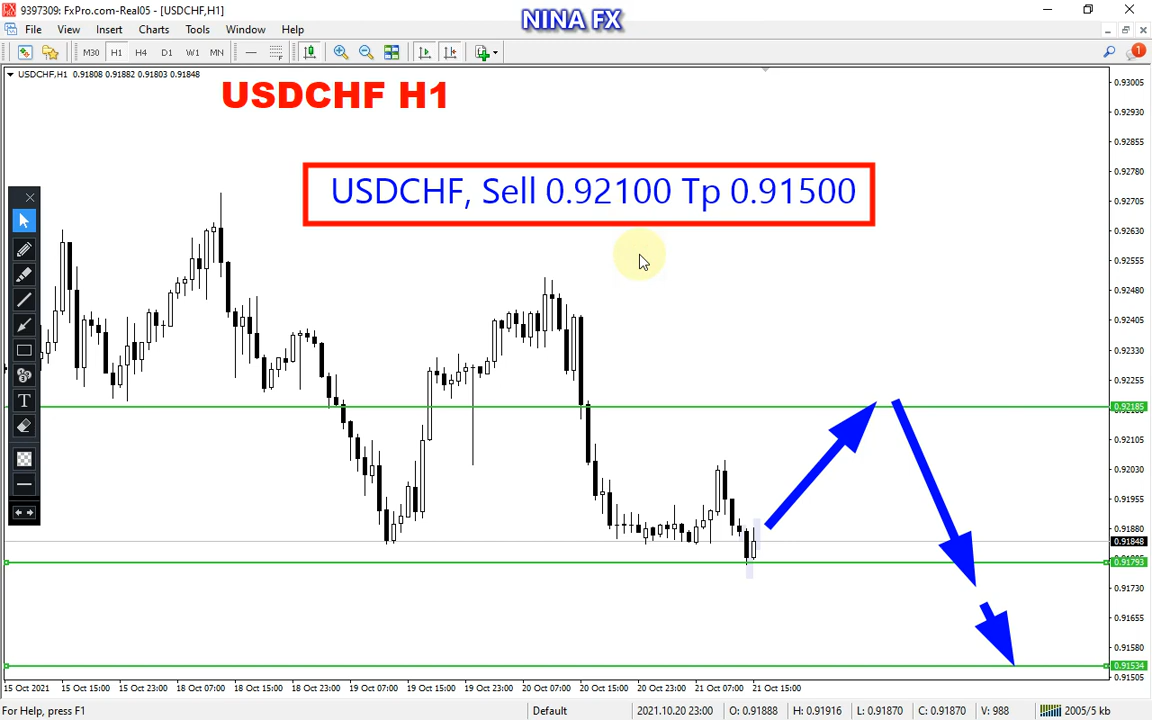 9397309: FxPro.com-Real05 - [USDCHF,H1]
NINA FX
File View Insert Charts Tools Window Help
M30 H1 H4 D1 W1 MN
1
USDCHF,H1 0.91808 0.91882 0.91803 0.91848
USDCHF H1
USDCHF, Sell 0.92100 Tp 0.91500
0.93005
0.92930
0.92855
0.92780
0.92705
0.92630
0.92555
0.92480
0.92405
0.92330
0.92255
0.92185
0.92105
0.92030
0.91955
0.91880
0.91848
0.91793
0.91730
0.91655
0.91580
0.91534
0.91505
T
15 Oct 2021 15 Oct 15:00 15 Oct 23:00 18 Oct 07:00 18 Oct 15:00 18 Oct 23:00 19 Oct 07:00 19 Oct 15:00 19 Oct 23:00 20 Oct 07:00 20 Oct 15:00 20 Oct 23:00 21 Oct 07:00 21 Oct 15:00
For Help, press F1 Default 2021.10.20 23:00 O: 0.91888 H: 0.91916 L: 0.91870 C: 0.91870 V: 988 2005/5 kb